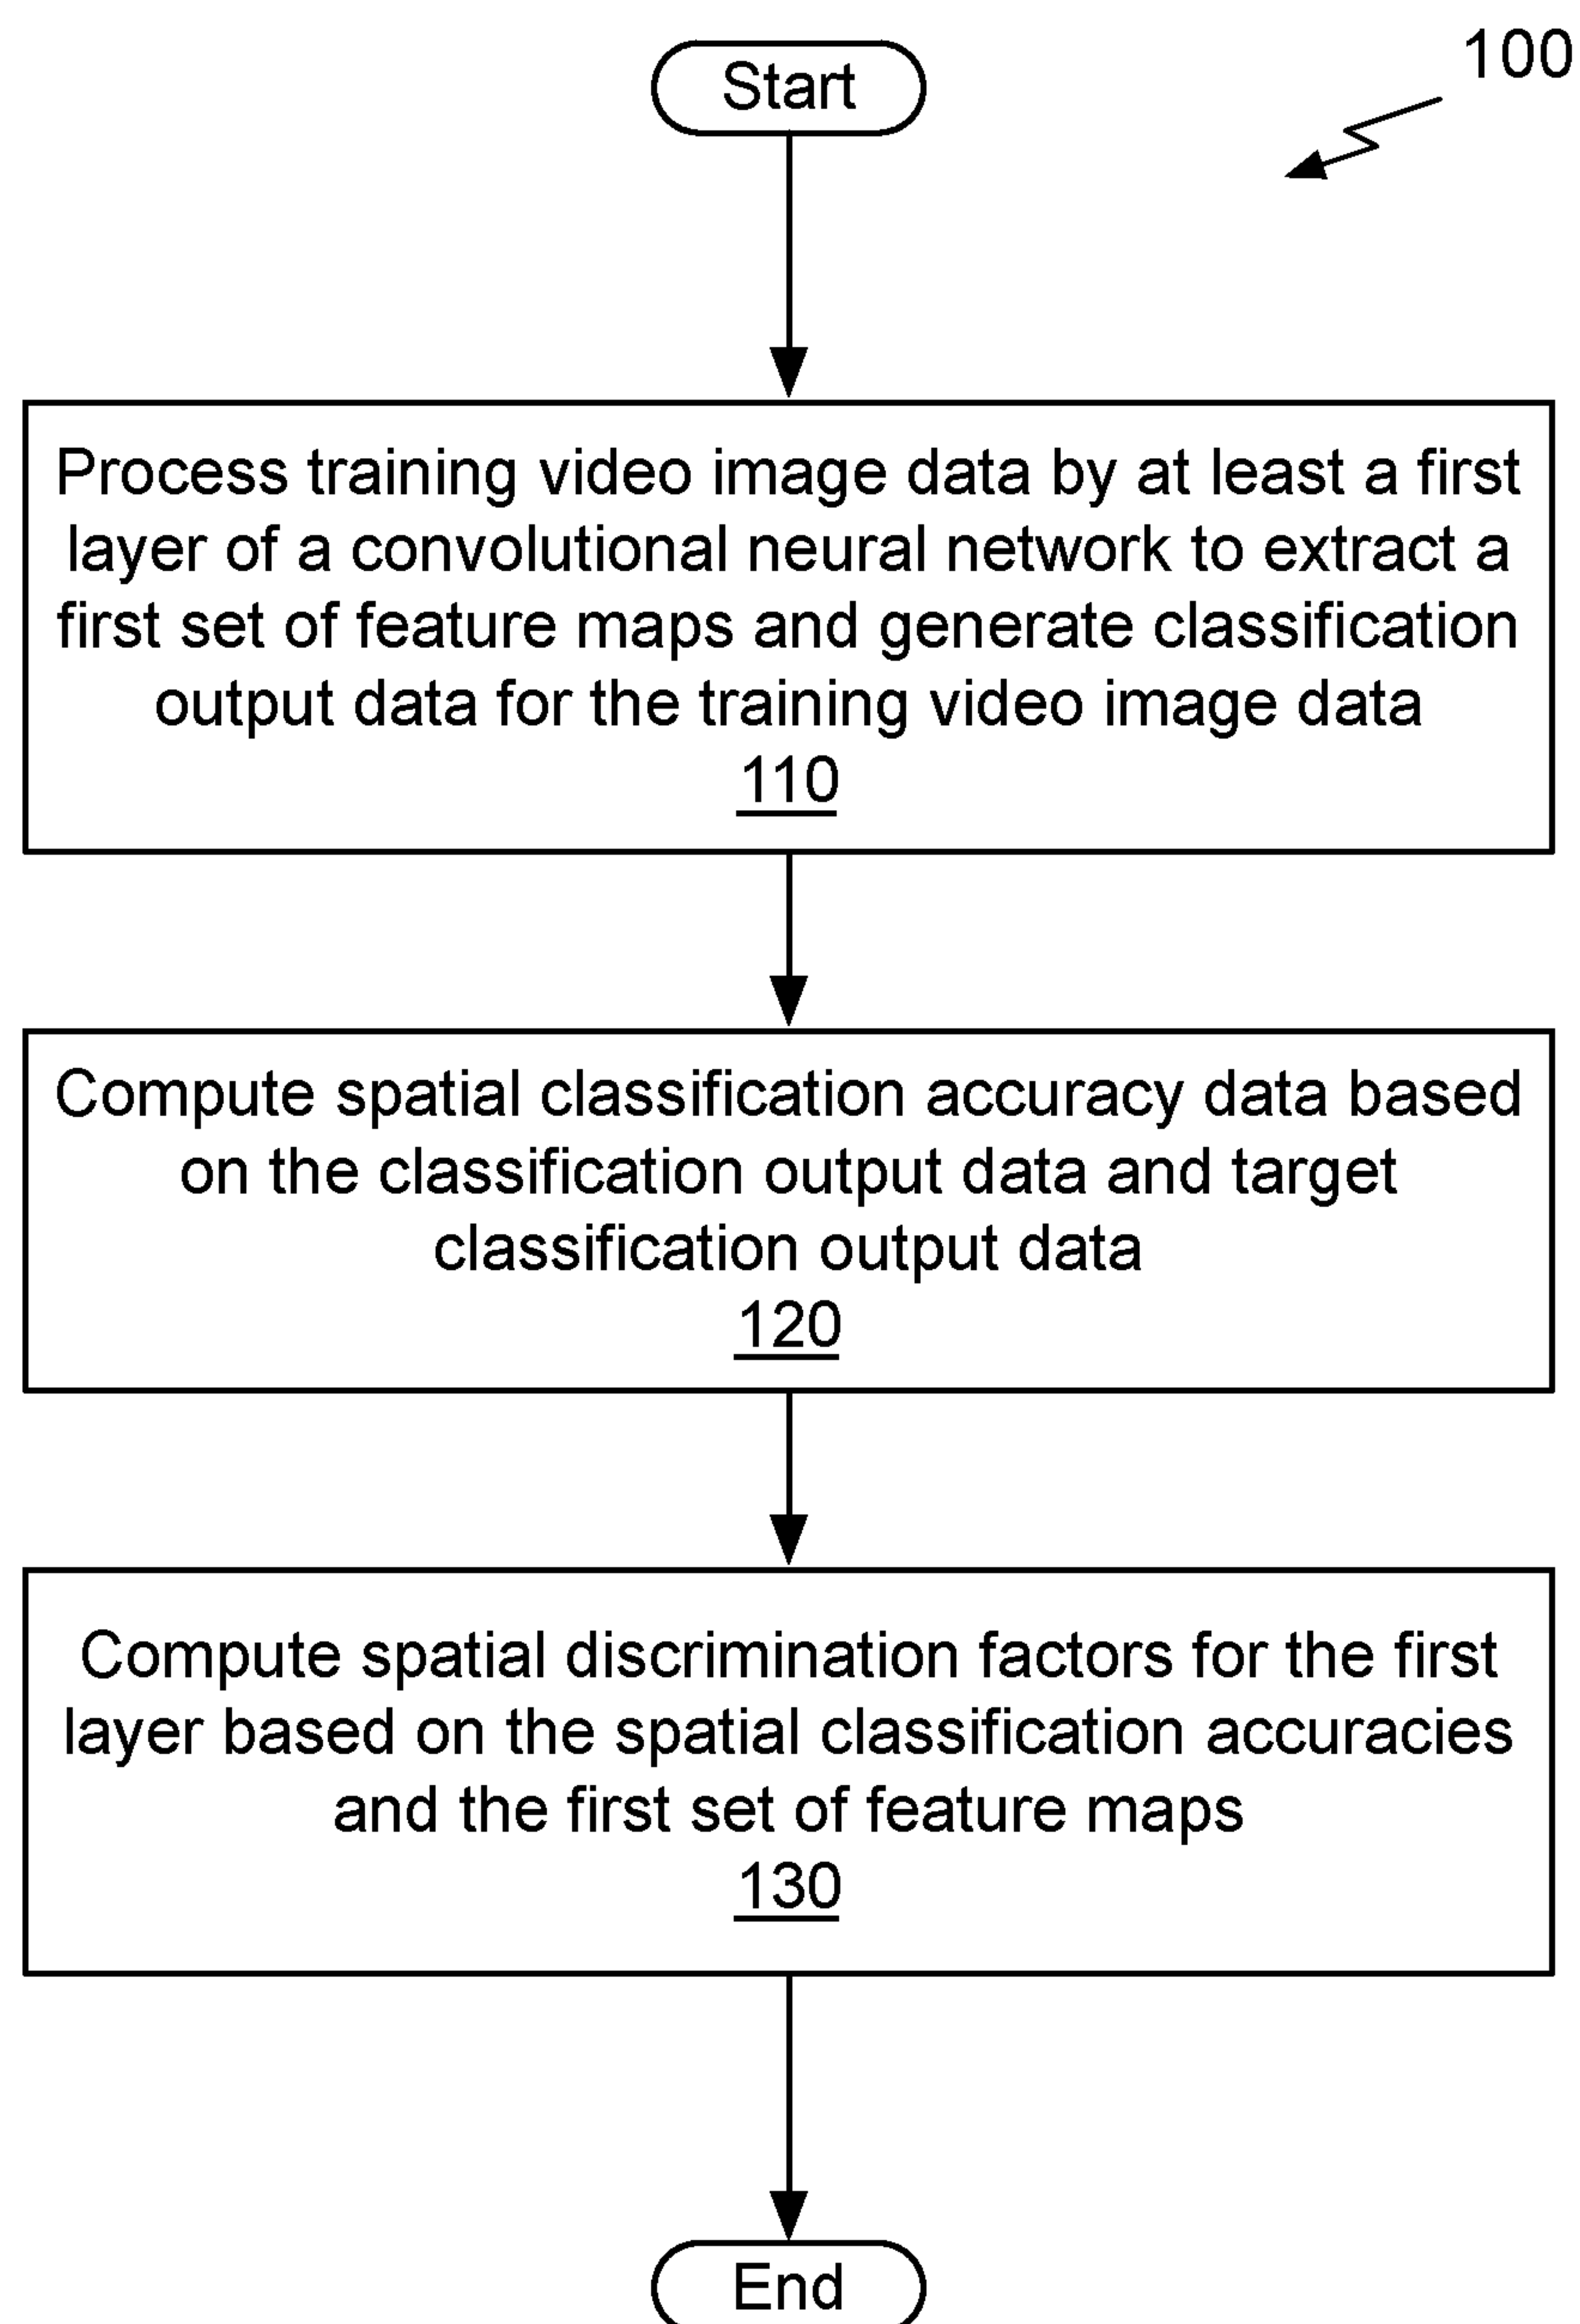 100
Start
Process training video image data by at least a first
layer of a convolutional neural network to extract a
first set of feature maps and generate classification
output data for the training video image data
110
Compute spatial classification accuracy data based
on the classification output data and target
classification output data
120
Compute spatial discrimination factors for the first
layer based on the spatial classification accuracies
and the first set of feature maps
130
End